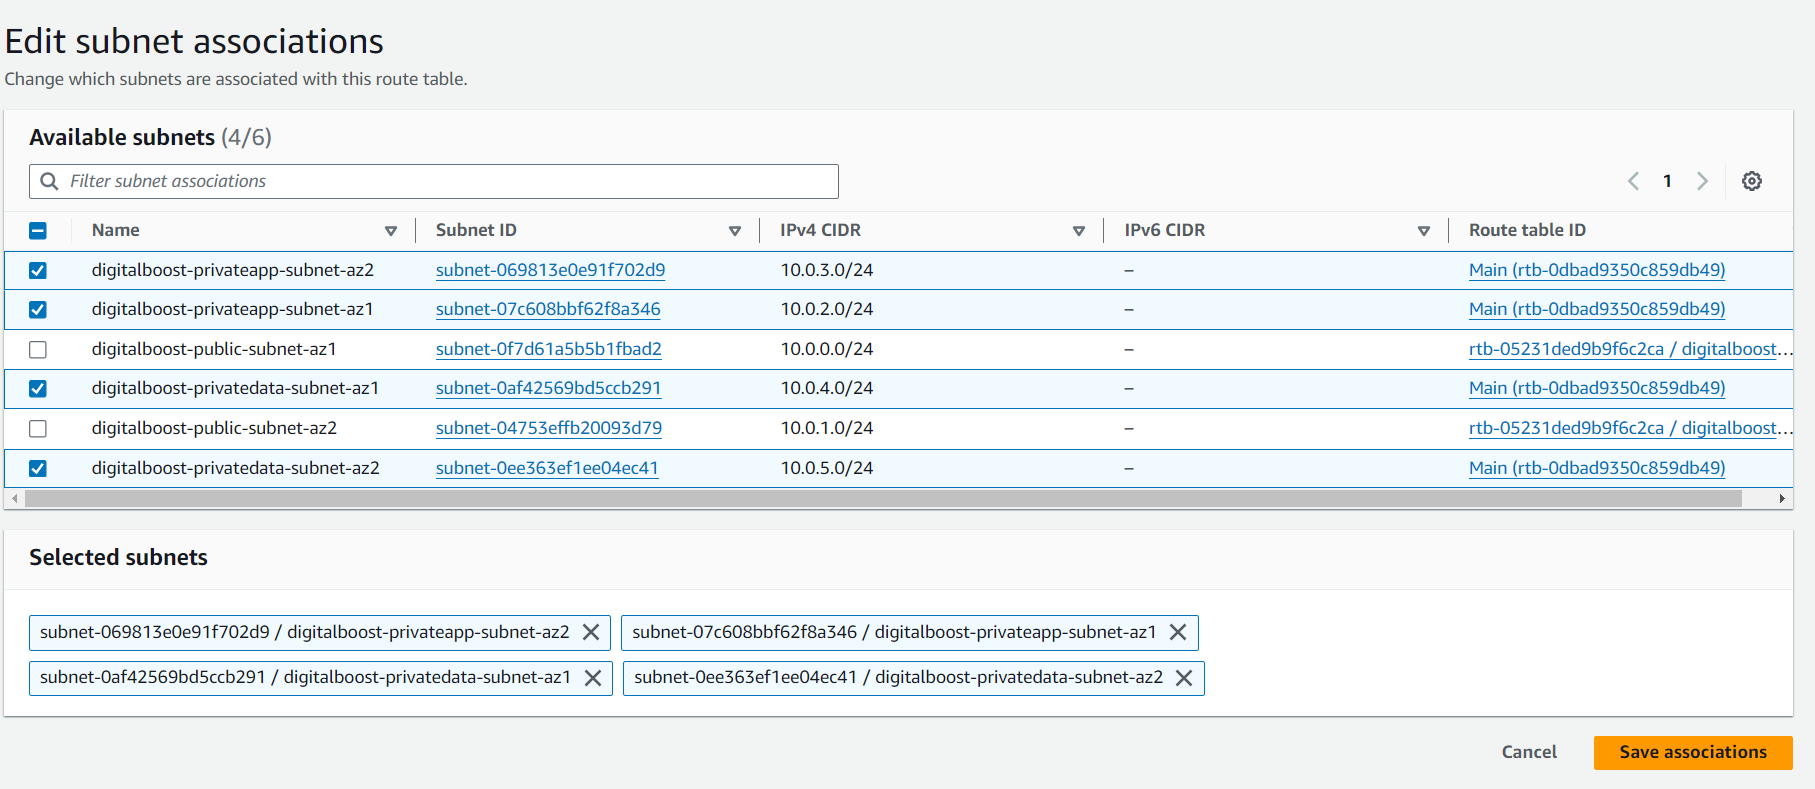 Edit subnet associations
Change which subnets are associated with this route table.
Available subnets (4/6)
Filter subnet associations
1
Name Subnet ID IPv4 CIDR IPv6 CIDR Route table ID
digitalboost-privateapp-subnet-az2 subnet-069813e0e91f702d9 10.0.3.0/24 – Main (rtb-0dbad9350c859db49)
digitalboost-privateapp-subnet-az1 subnet-07c608bbf62f8a346 10.0.2.0/24 – Main (rtb-0dbad9350c859db49)
digitalboost-public-subnet-az1 subnet-0f7d61a5b5b1fbad2 10.0.0.0/24 – rtb-05231ded9b9f6c2ca / digitalboost...
digitalboost-privatedata-subnet-az1 subnet-0af42569bd5ccb291 10.0.4.0/24 – Main (rtb-0dbad9350c859db49)
digitalboost-public-subnet-az2 subnet-04753effb20093d79 10.0.1.0/24 – rtb-05231ded9b9f6c2ca / digitalboost...
digitalboost-privatedata-subnet-az2 subnet-0ee363ef1ee04ec41 10.0.5.0/24 – Main (rtb-0dbad9350c859db49)
Selected subnets
subnet-069813e0e91f702d9 / digitalboost-privateapp-subnet-az2 subnet-07c608bbf62f8a346 / digitalboost-privateapp-subnet-az1
subnet-0af42569bd5ccb291 / digitalboost-privatedata-subnet-az1 subnet-0ee363ef1ee04ec41 / digitalboost-privatedata-subnet-az2
Cancel Save associations